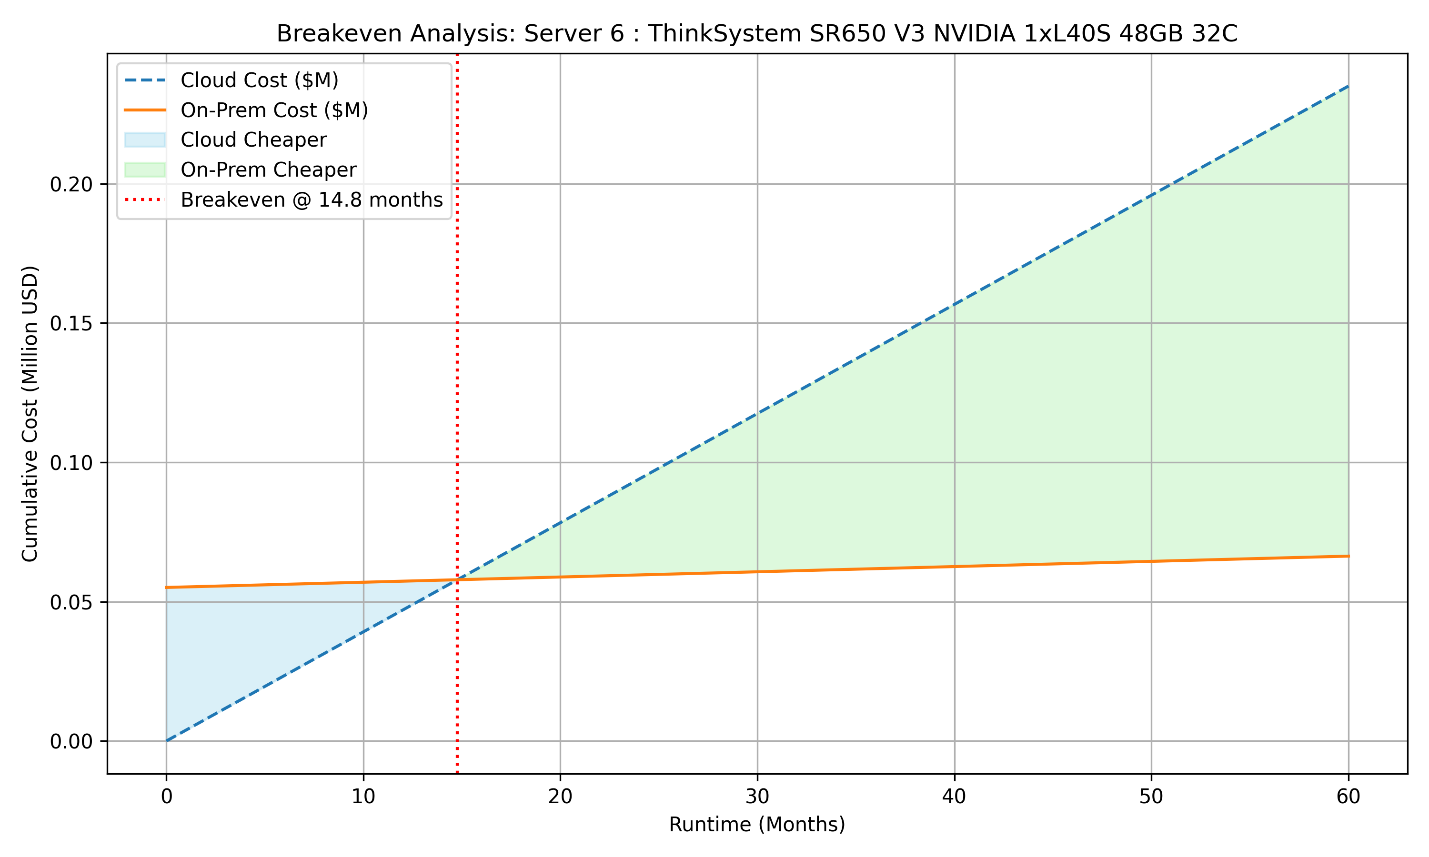 Breakeven Analysis: Server 6 : ThinkSystem SR650 V3 NVIDIA 1xL40S 48GB 32C
Cloud Cost ($M)
On-Prem Cost ($M)
Cloud Cheaper
On-Prem Cheaper
Breakeven @ 14.8 months
Cumulative Cost (Million USD)
0.20
0.15
0.10
0.05
0.00
0 10 20 30 40 50 60
Runtime (Months)